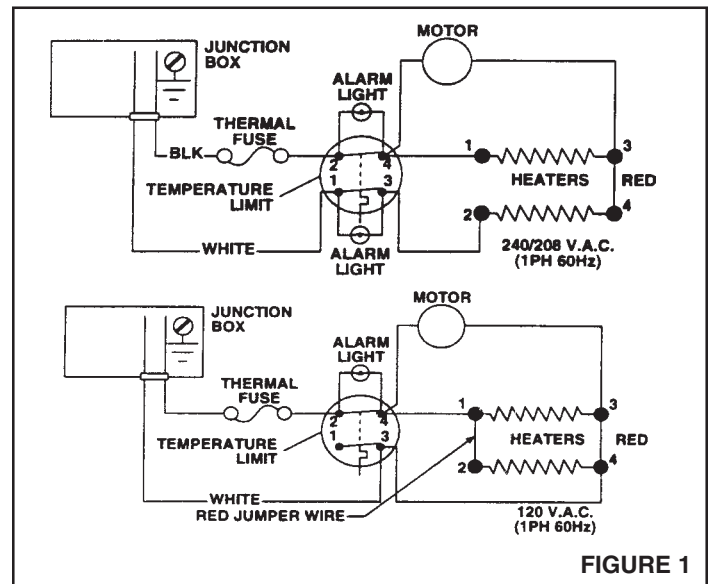 MOTOR
JUNCTION
BOX
ALARM
LIGHT
THERMAL
FUSE
BLK
2
4
1
3
TEMPERATURE
LIMIT
1
3
HEATERS
RED
2
4
WHITE
ALARM
LIGHT
240/208 V.A.C.
(1PH 60Hz)
MOTOR
JUNCTION
BOX
ALARM
LIGHT
THERMAL
FUSE
2
4
1
3
TEMPERATURE
LIMIT
1
3
HEATERS
RED
2
4
WHITE
RED JUMPER WIRE
120 V.A.C.
(1PH 60Hz)
FIGURE 1